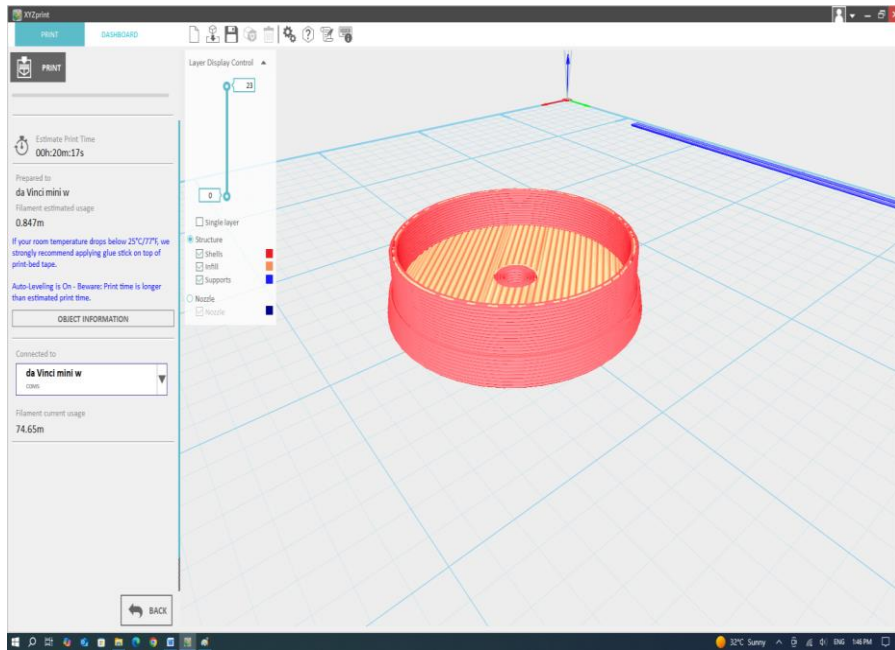 XYZprint
PRINT
DASHBOARD
PRINT
Estimate Print Time
00h:20m:17s
Prepared to
da Vinci mini w
Filament estimated usage
0.847m
If your room temperature drops below 25°C/77°F, we
strongly recommend applying glue stick on top of
print-bed tape.
Auto-Leveling is On - Beware: Print time is longer
than estimated print time.
OBJECT INFORMATION
Connected to
da Vinci mini w
COM5
Filament current usage
74.65m
BACK
Layer Display Control
23
0
Single layer
Structure
Shells
Infill
Supports
Nozzle
Nozzle
32°C Sunny
ENG
1:46 PM